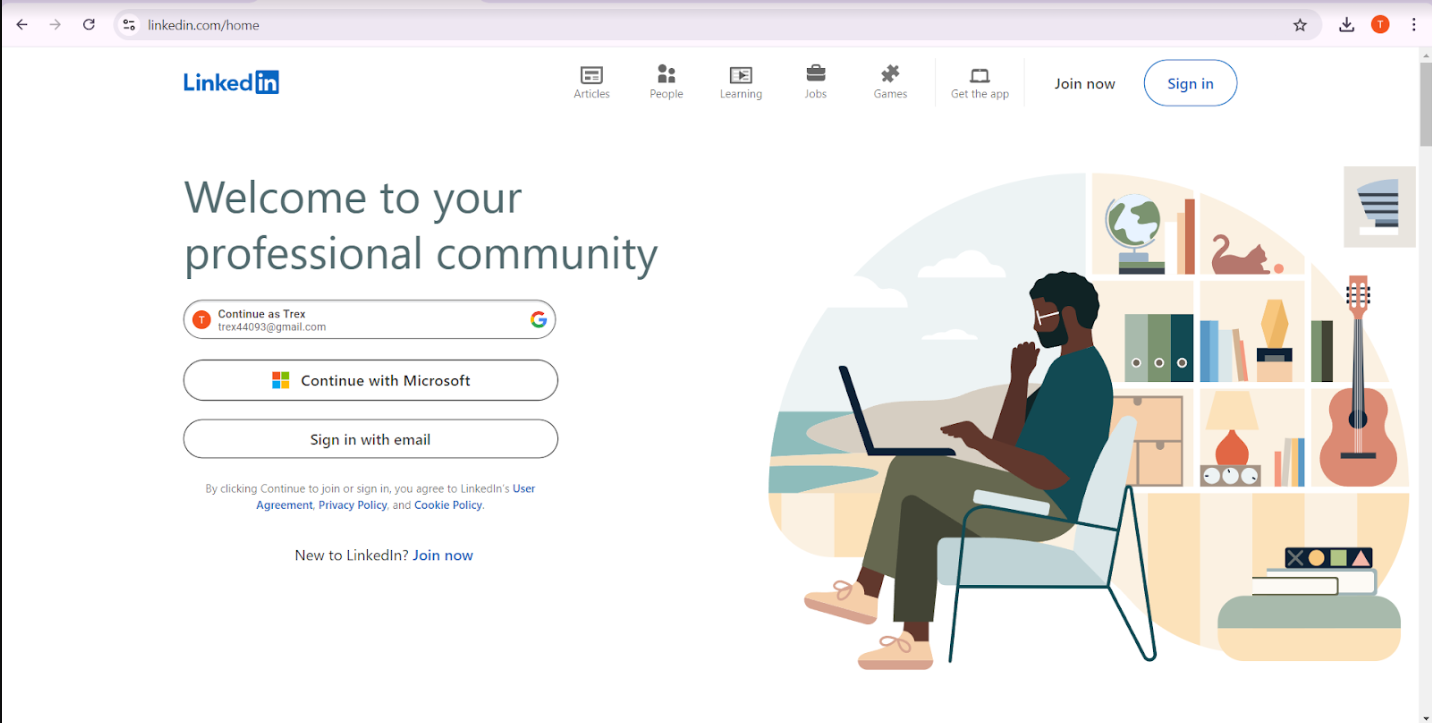 linkedin.com/home
T
LinkedIn
Articles
People
Learning
Jobs
Games
Get the app
Join now
Sign in
Welcome to your
professional community
T
Continue as Trex
trex44093@gmail.com
G
Continue with Microsoft
Sign in with email
By clicking Continue to join or sign in, you agree to LinkedIn's User
Agreement, Privacy Policy, and Cookie Policy.
New to LinkedIn? Join now